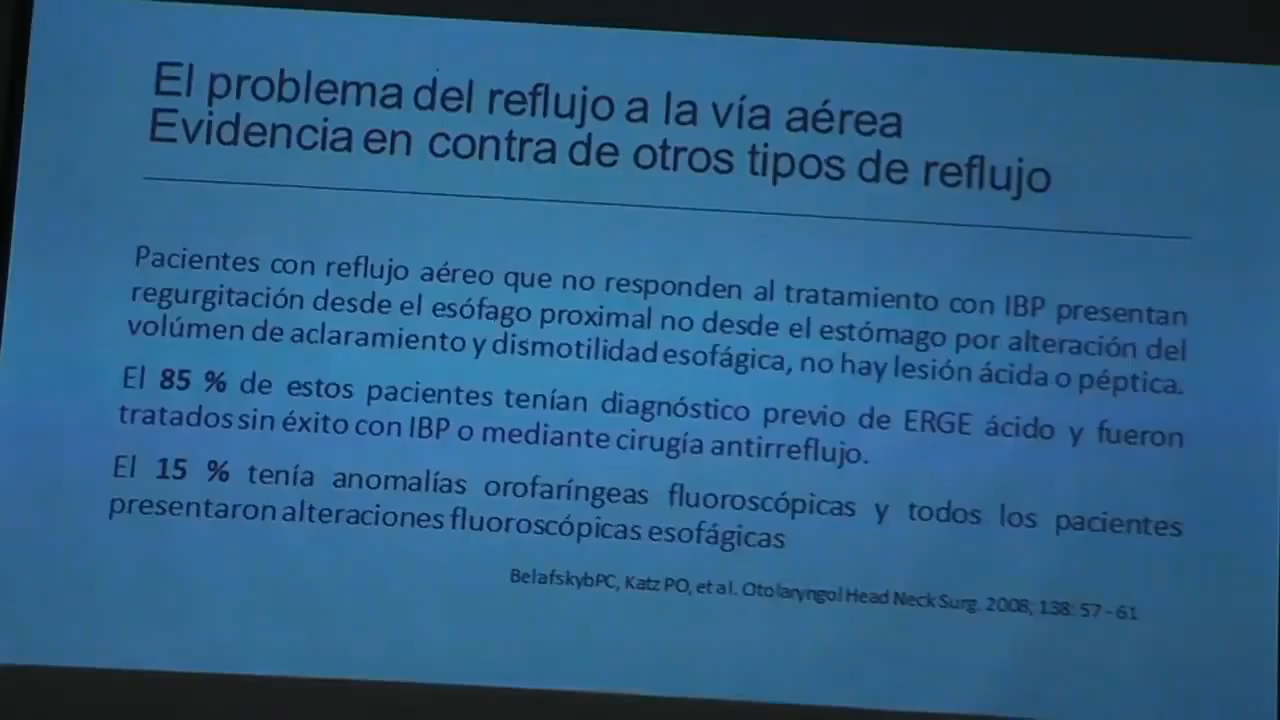 El problema del reflujo a la vía aérea
Evidencia en contra de otros tipos de reflujo
Pacientes con reflujo aéreo que no responden al tratamiento con IBP presentan
regurgitación desde el esófago proximal no desde el estómago por alteración del
volúmen de aclaramiento y dismotilidad esofágica, no hay lesión ácida o péptica.
El 85 % de estos pacientes tenían diagnóstico previo de ERGE ácido y fueron
tratados sin éxito con IBP o mediante cirugía antirreflujo.
El 15 % tenía anomalías orofaríngeas fluoroscópicas y todos los pacientes
presentaron alteraciones fluoroscópicas esofágicas
BelafskybPC, Katz PO, et al. Otolaryngol Head Neck Surg. 2008; 138: 57 - 61